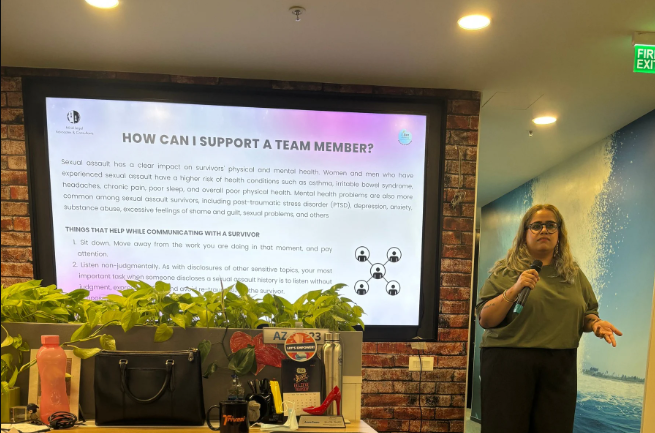 FIRE
EXIT
HOW CAN I SUPPORT A TEAM MEMBER?
Sexual assault has a clear impact on survivors' physical and mental health. Women and men who have
experienced sexual assault have a higher risk of health conditions such as asthma, irritable bowel syndrome,
headaches, chronic pain, poor sleep, and overall poor physical health. Mental health problems are also more
common among sexual assault survivors, including post-traumatic stress disorder (PTSD), depression, anxiety,
substance abuse, excessive feelings of shame and guilt, sexual problems, and others
THINGS THAT HELP WHILE COMMUNICATING WITH A SURVIVOR
1. Sit down. Move away from the work you are doing in that moment, and pay
attention.
2. Listen non-judgmentally. As with disclosures of other sensitive topics, your most
important task when someone discloses a sexual assault history is to listen without
judgment, the survivor.